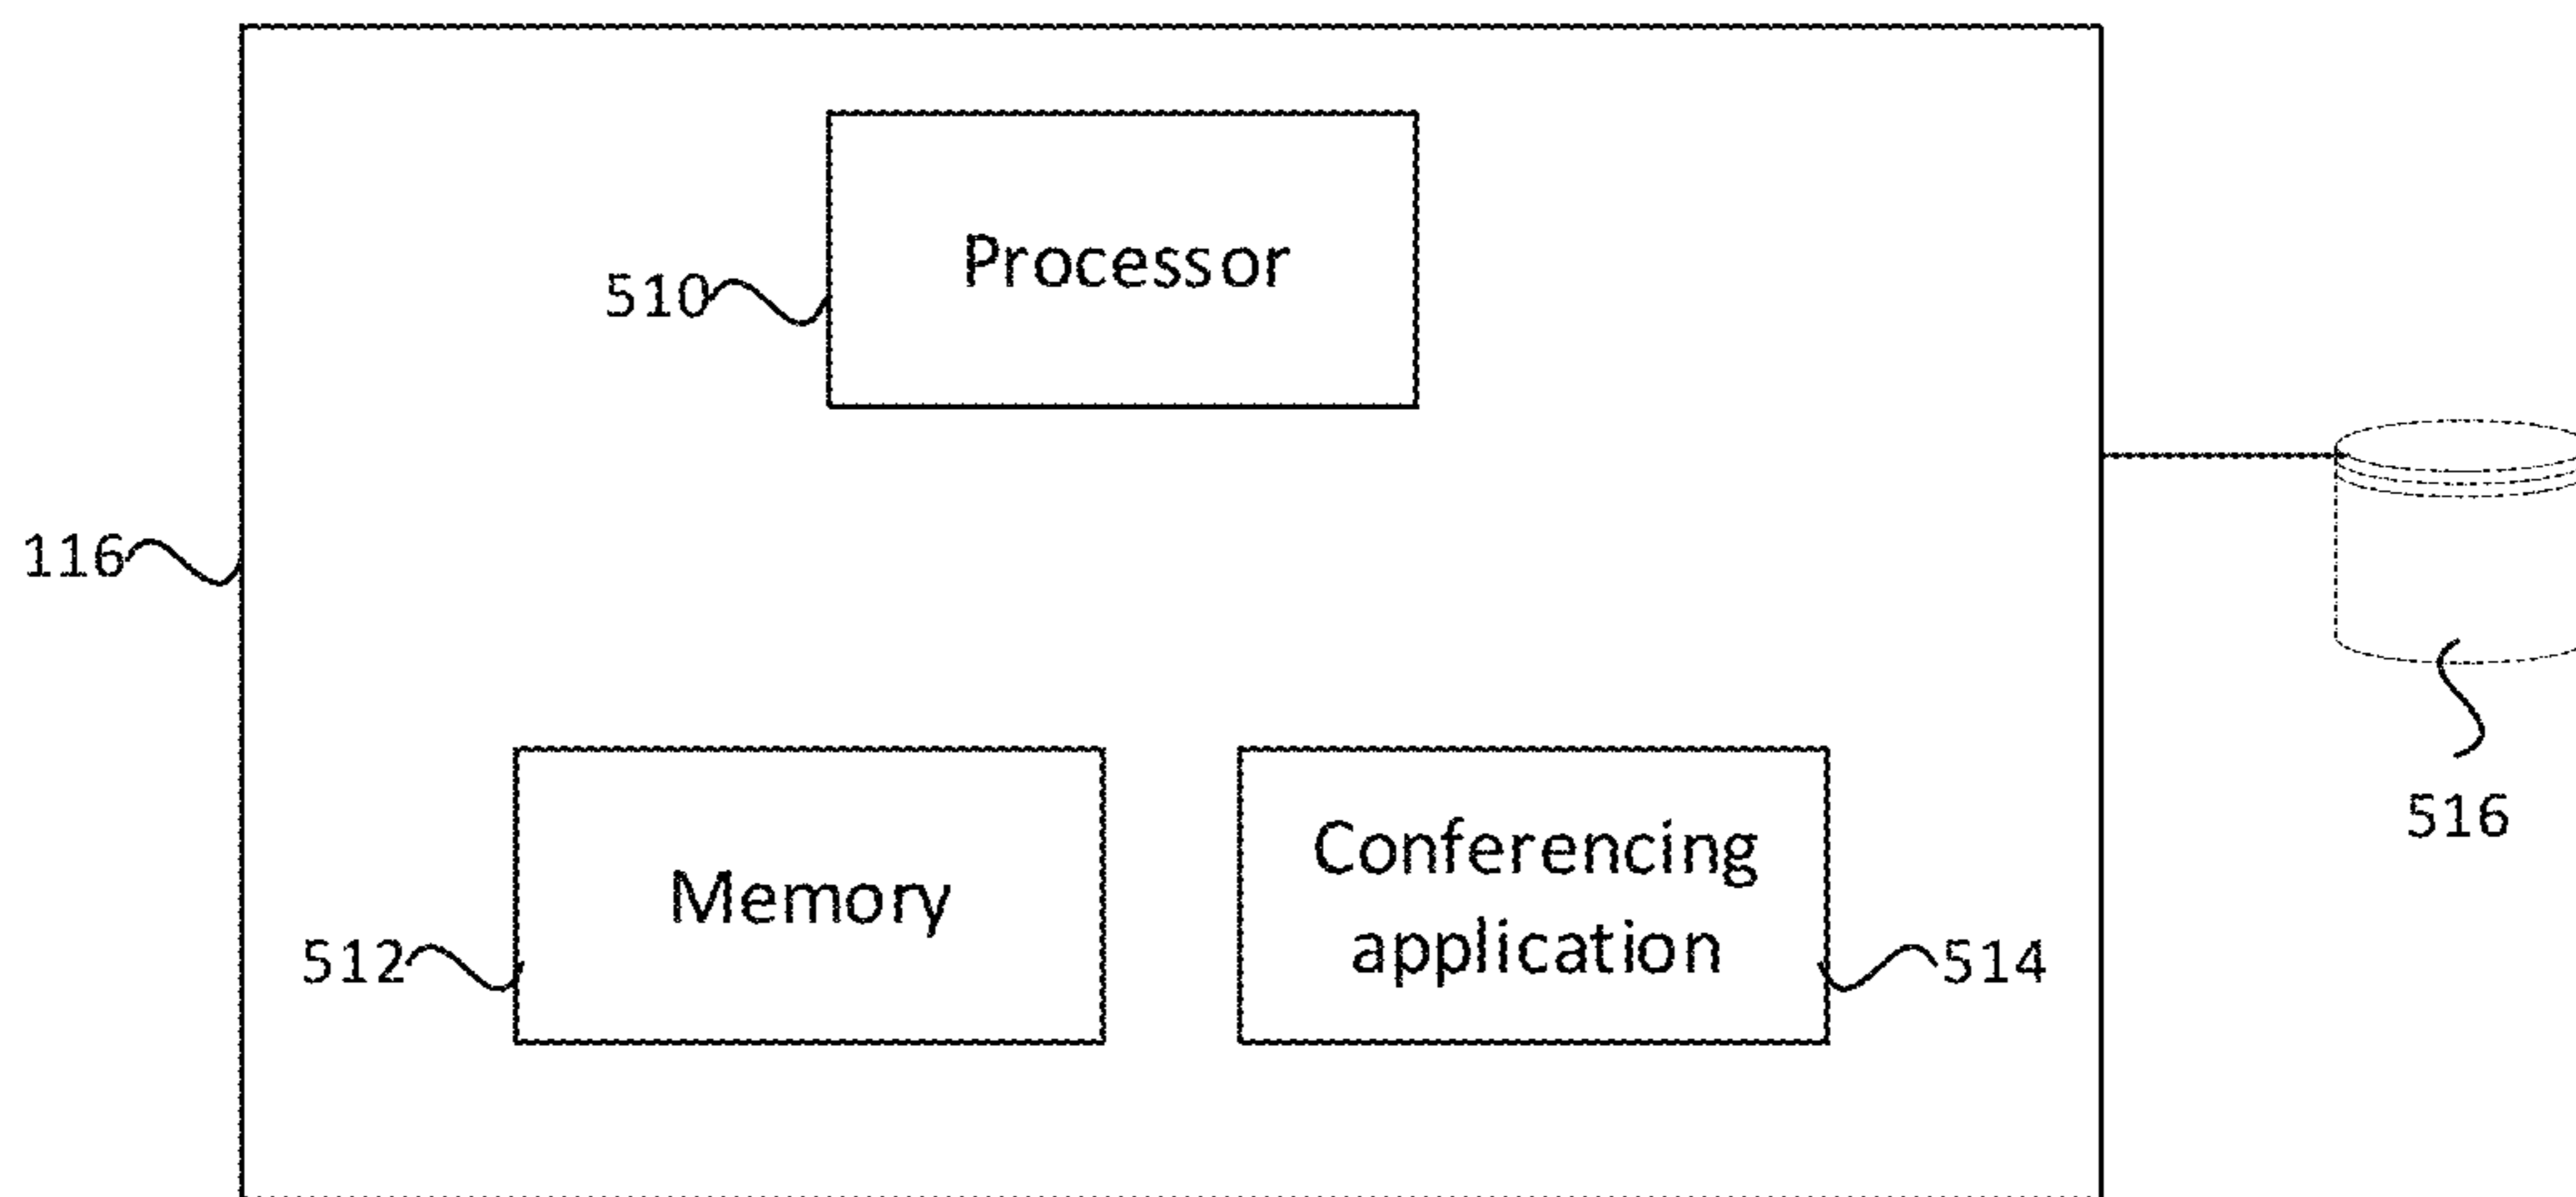 Processor
510
116
Memory
512
Conferencing
application
514
516